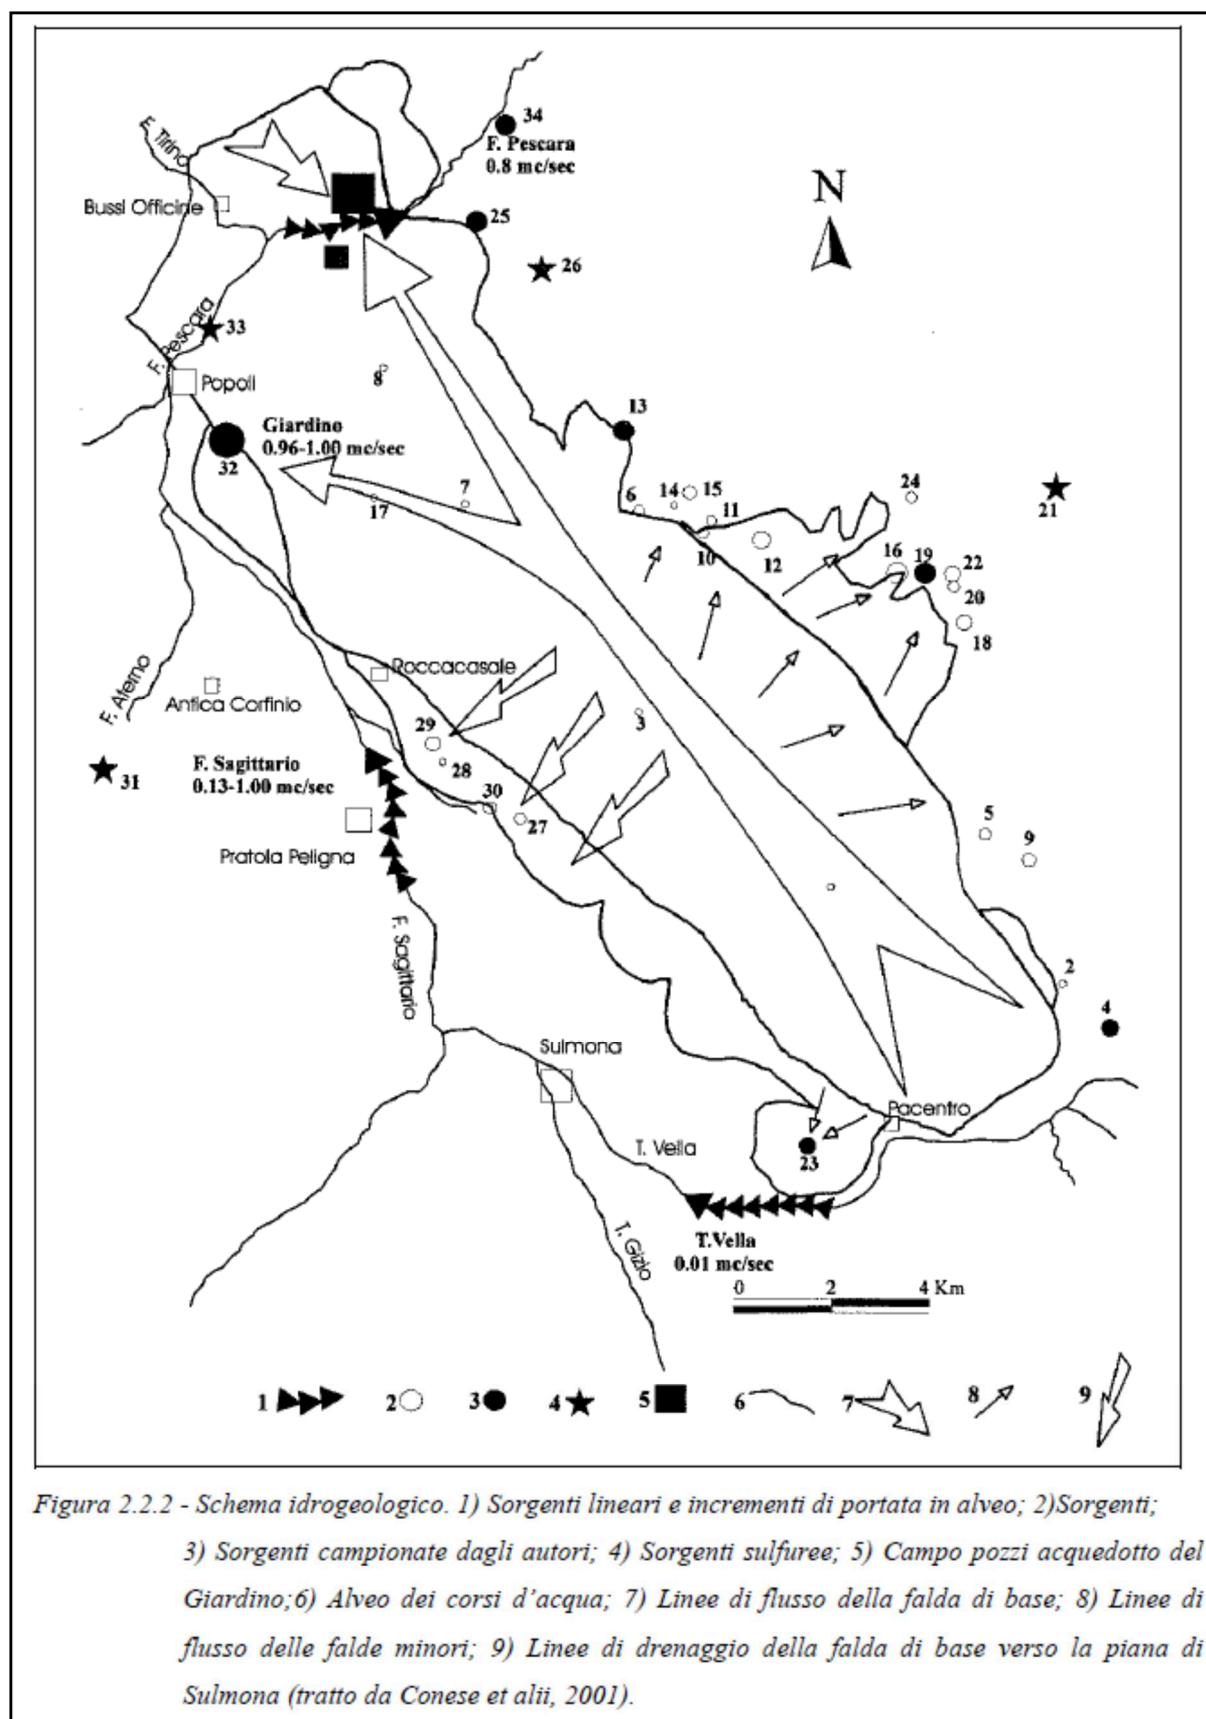 34
F. Pescara
0.8 mc/sec
F. Tirino
N
Bussi Officine
25
26
F. Pescara
33
8
Popoli
Giardino
0.96-1.00 mc/sec
32
13
7
17
6
14
15
11
10
12
24
21
16
19
22
20
18
F. Aterno
Roccacasale
Antica Corfinio
3
29
28
F. Sagittario
0.13-1.00 mc/sec
31
30
27
Pratola Peligna
5
9
F. Sagittario
2
4
Sulmona
Pacentro
T. Vella
23
T. Gizio
T.Vella
0.01 mc/sec
0 2 4 Km
1 2 3 4 5 6 7 8 9
Figura 2.2.2 - Schema idrogeologico. 1) Sorgenti lineari e incrementi di portata in alveo; 2)Sorgenti;
3) Sorgenti campionate dagli autori; 4) Sorgenti sulfuree; 5) Campo pozzi acquedotto del
Giardino;6) Alveo dei corsi d'acqua; 7) Linee di flusso della falda di base; 8) Linee di
flusso delle falde minori; 9) Linee di drenaggio della falda di base verso la piana di
Sulmona (tratto da Conese et alii, 2001).